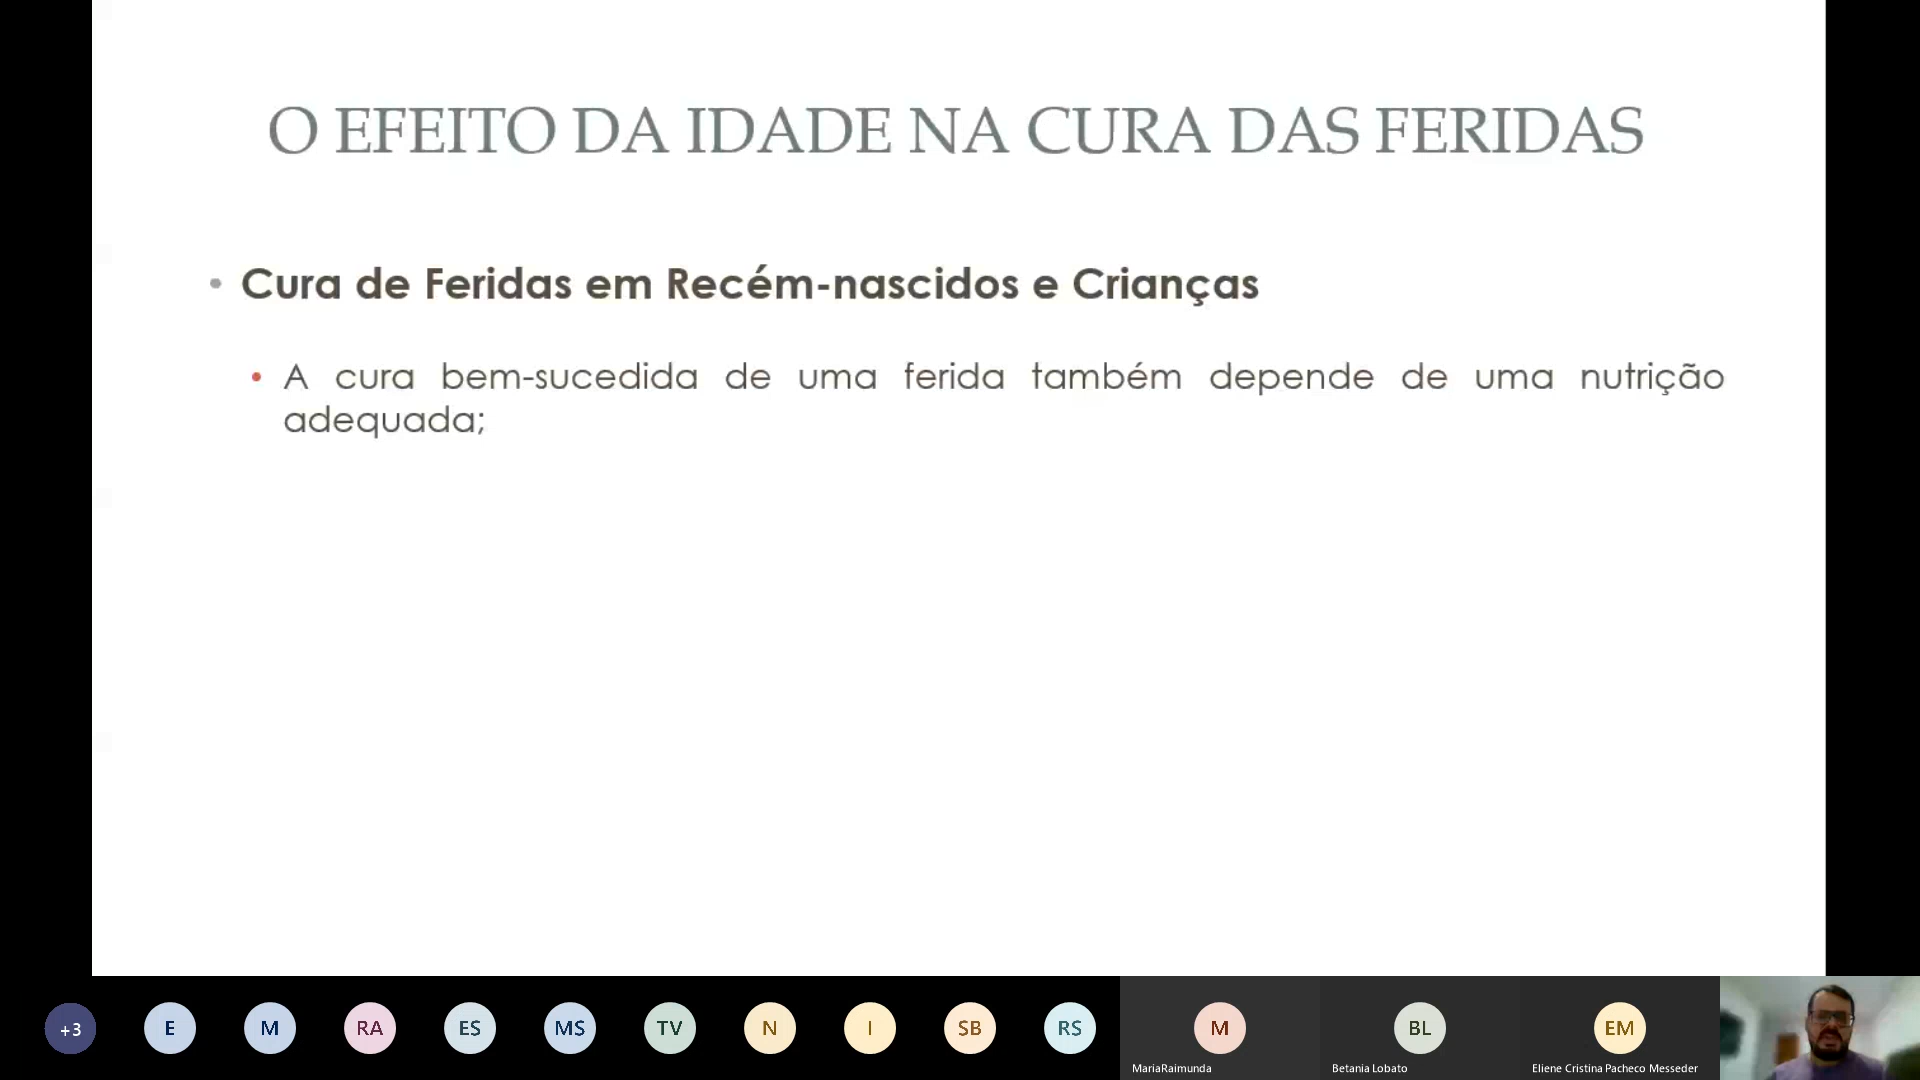 O EFEITO DA IDADE NA CURA DAS FERIDAS
• Cura de Feridas em Recém-nascidos e Crianças
• A cura bem-sucedida de uma ferida também depende de uma nutrição
adequada;
+3 E M RA ES MS TV N I SB RS M BL EM
MariaRaimunda Betania Lobato Eliene Cristina Pacheco Messeder